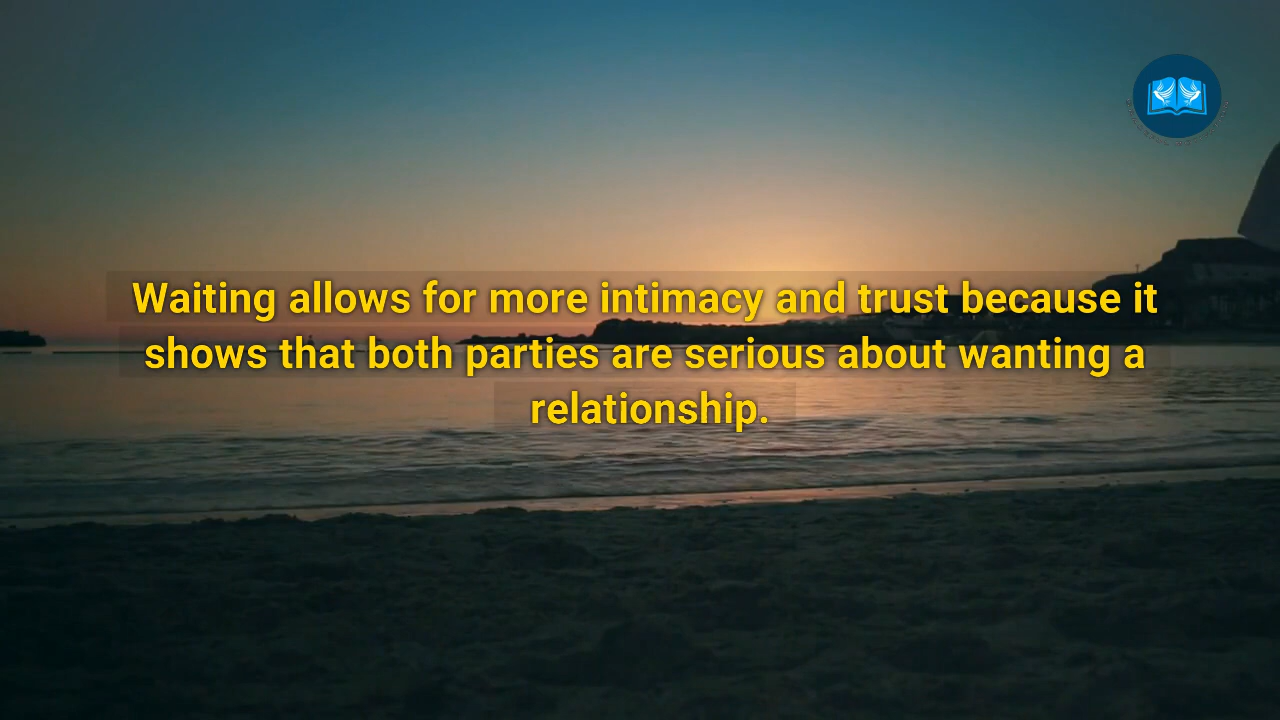 Waiting allows for more intimacy and trust because it
shows that both parties are serious about wanting a
relationship.